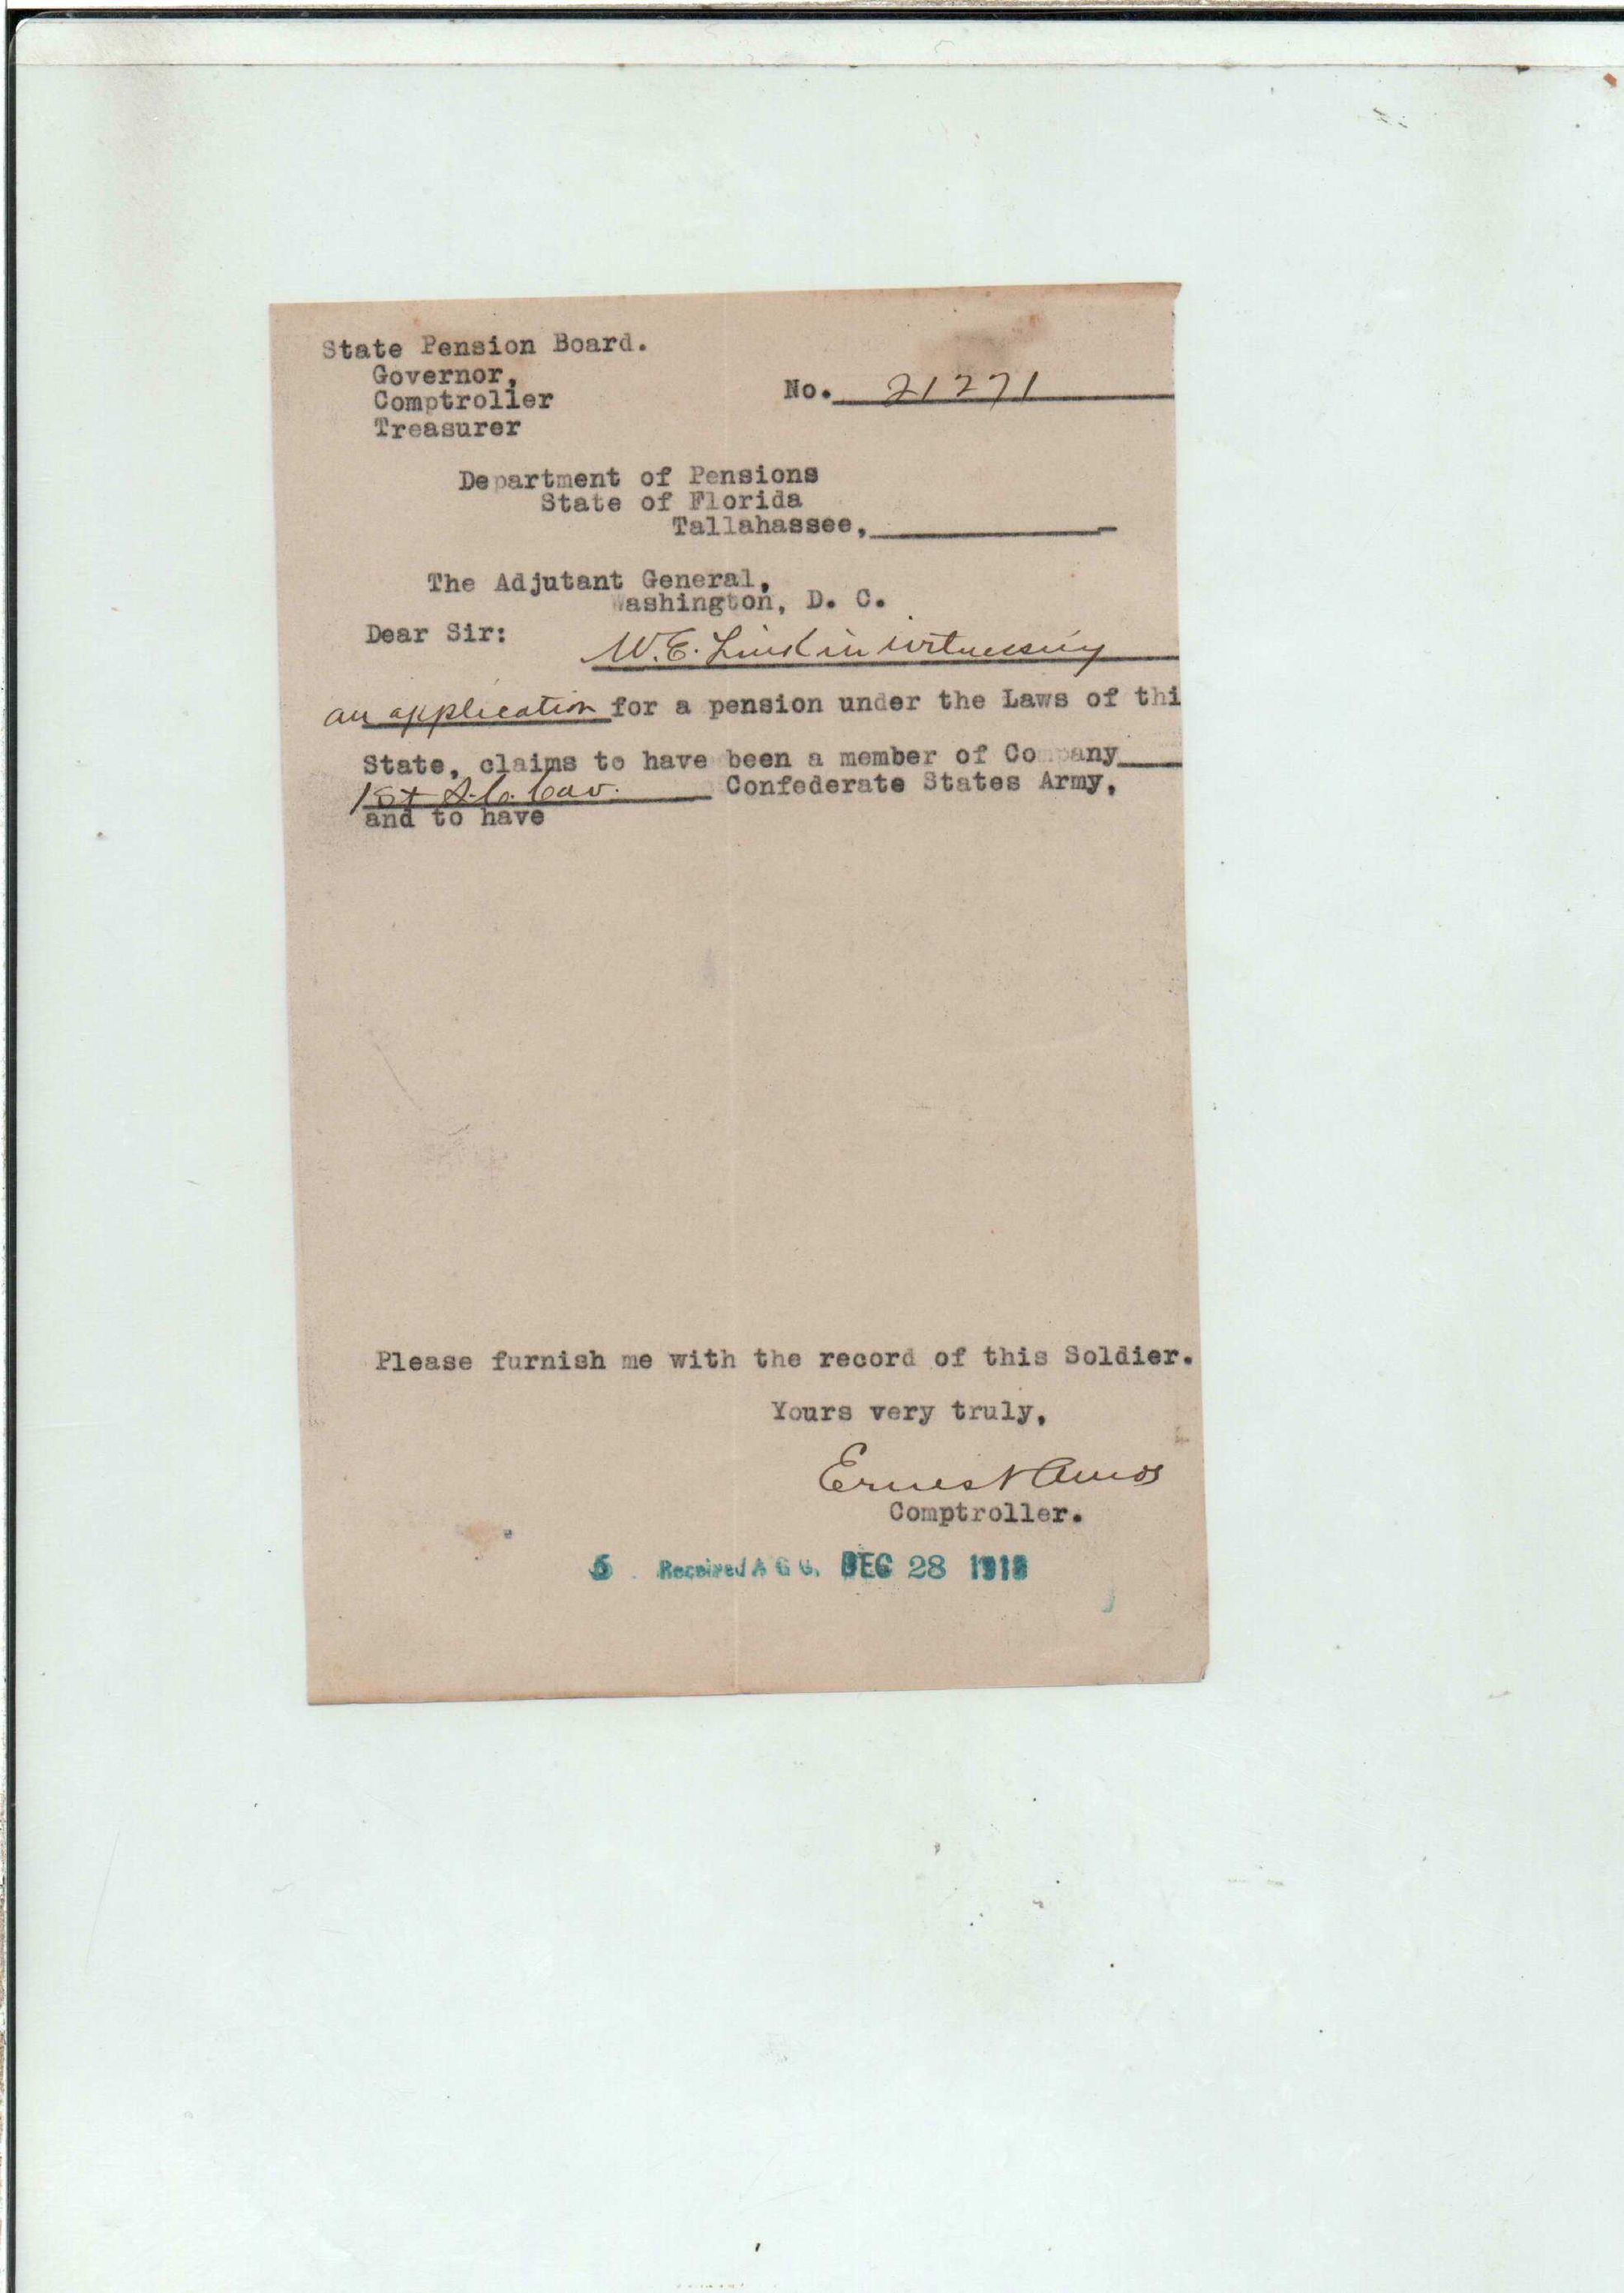 State Pension Board.
Governor,
Comptroller
Treasurer
No. 21271
Department of Pensions
State of Florida
Tallahassee,
The Adjutant General,
Washington, D. C.
Dear Sir:
W. E. in witnessing
an application for a pension under the Laws of thi
State, claims to have been a member of Company
1st S. C. Cav. Confederate States Army,
and to have
Please furnish me with the record of this Soldier.
Yours very truly,
Ernest Amos
Comptroller.
Received A G O. DEC 28 1918